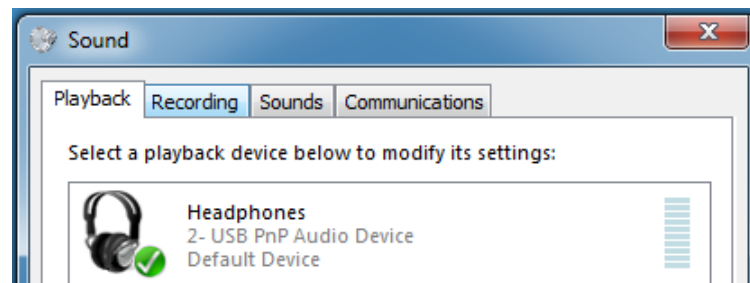 Sound
Playback Recording Sounds Communications
Select a playback device below to modify its settings:
Headphones
2- USB PnP Audio Device
Default Device